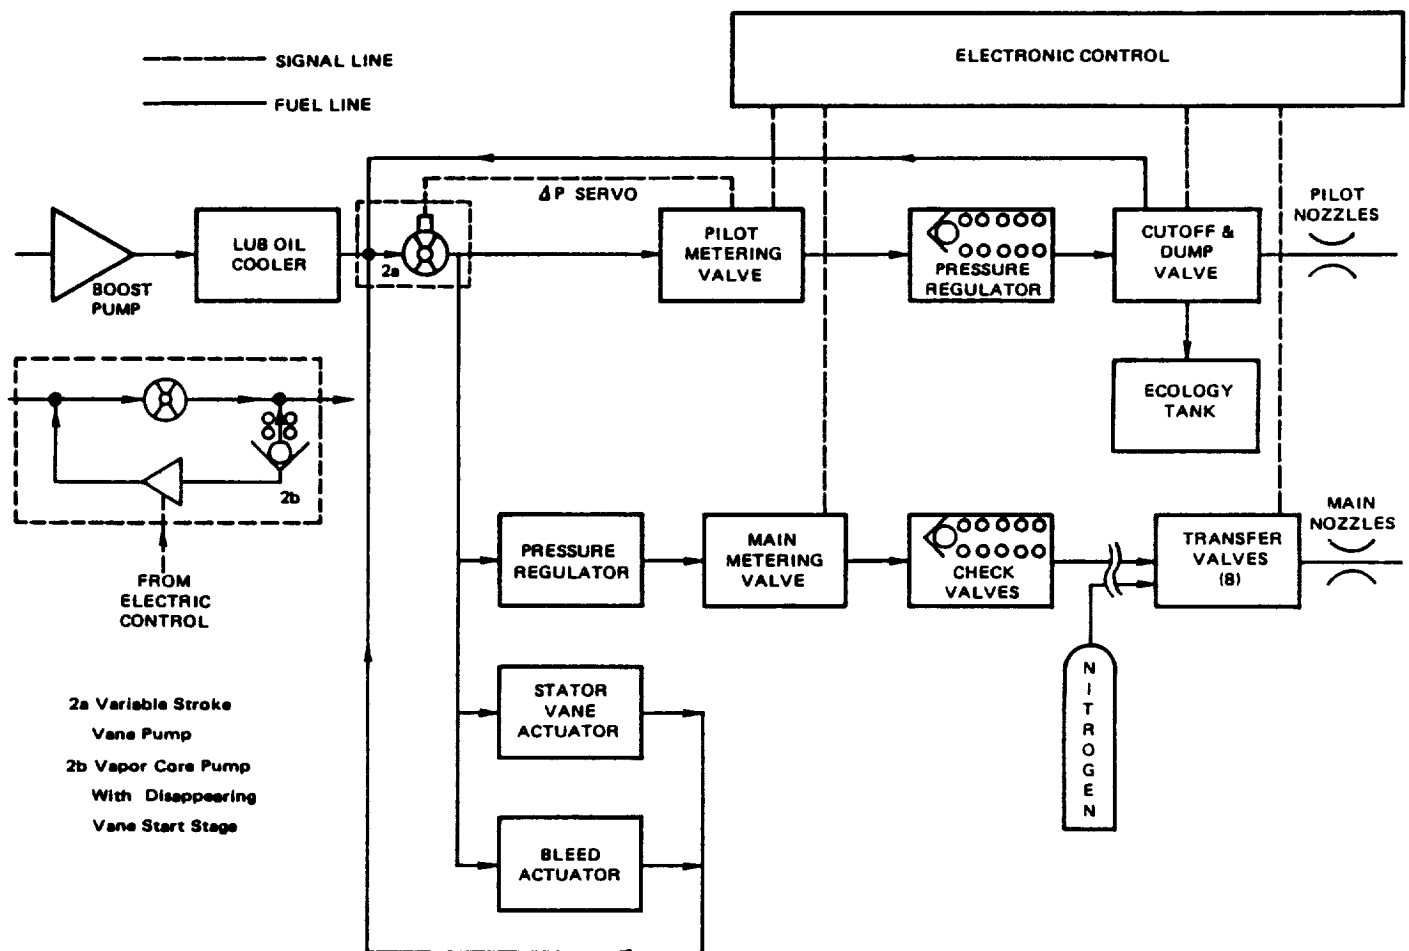 SIGNAL LINE
FUEL LINE
ELECTRONIC CONTROL
ΔP SERVO
BOOST
PUMP
LUB OIL
COOLER
2a
PILOT
METERING
VALVE
PRESSURE
REGULATOR
CUTOFF &
DUMP
VALVE
PILOT
NOZZLES
ECOLOGY
TANK
2b
FROM
ELECTRIC
CONTROL
PRESSURE
REGULATOR
MAIN
METERING
VALVE
CHECK
VALVES
TRANSFER
VALVES
(8)
MAIN
NOZZLES
STATOR
VANE
ACTUATOR
BLEED
ACTUATOR
NITROGEN
2a Variable Stroke
Vane Pump
2b Vapor Core Pump
With Disappearing
Vane Start Stage